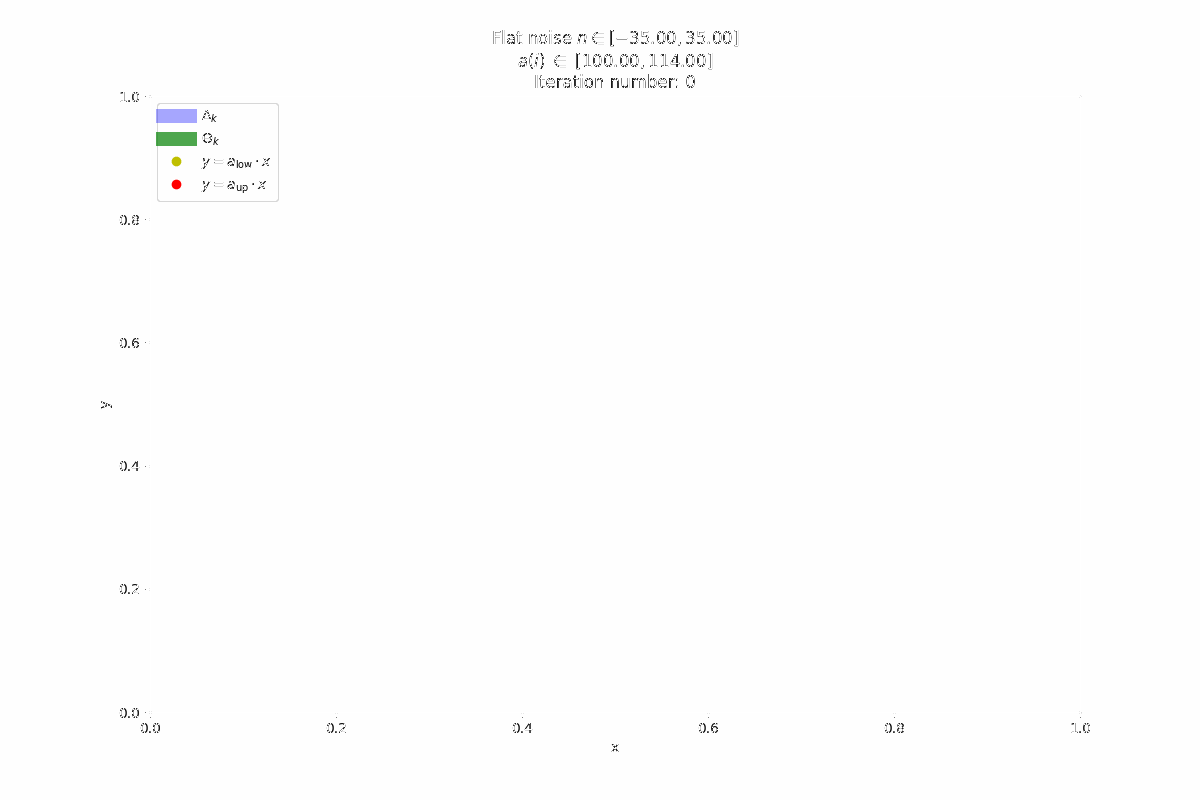 Flat noise n ∈ [−35.00, 35.00]
a(i) ∈ [100.00, 114.00]
Iteration number: 0
1.0
Λₖ
Θₖ
y = a_low · x
y = a_up · x
0.8
0.6
y
0.4
0.2
0.0
0.0 0.2 0.4 0.6 0.8 1.0
x